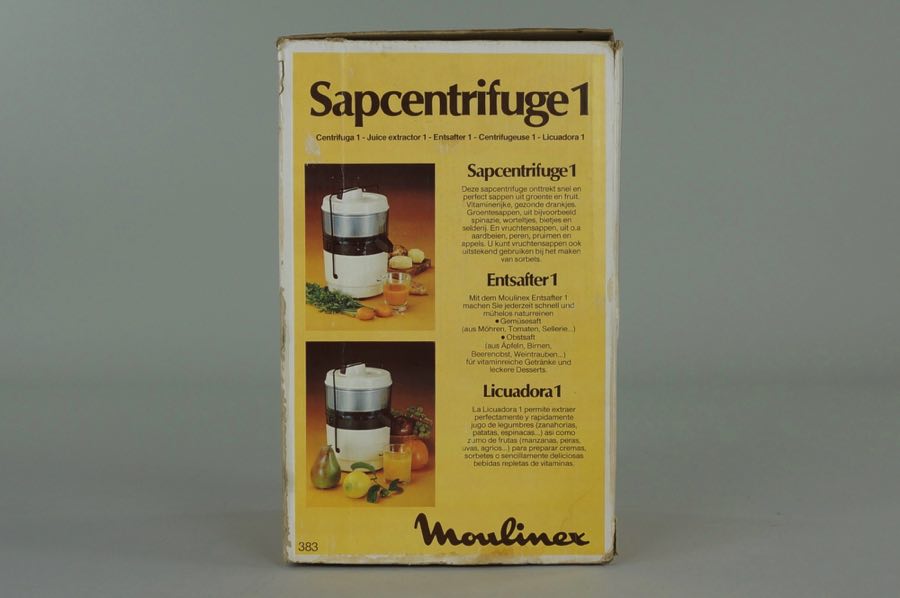 Sapcentrifuge 1
Centrifuga 1 - Juice extractor 1 - Entsafter 1 - Centrifugeuse 1 - Licuadora 1
Sapcentrifuge 1
Deze sapcentrifuge onttrekt snel en
perfect sappen uit groente en fruit.
Vitaminerijke, gezonde drankjes.
Groentesappen, uit bijvoorbeeld
spinazie, worteltjes, bietjes en
selderij. En vruchtensappen, uit o.a
aardbeien, peren, pruimen en
appels. U kunt vruchtensappen ook
uitstekend gebruiken bij het maken
van sorbets.
Entsafter 1
Mit dem Moulinex Entsafter 1
machen Sie jederzeit schnell und
mühelos naturreinen
• Gemüsesaft
(aus Möhren, Tomaten, Sellerie...)
• Obstsaft
(aus Äpfeln, Birnen,
Beerenobst, Weintrauben...)
für vitaminreiche Getränke und
leckere Desserts.
Licuadora 1
La Licuadora 1 permite extraer
perfectamente y rapidamente
jugo de legumbres (zanahorias,
patatas, espinacas...) asi como
zumo de frutas (manzanas, peras,
uvas, agrios...) para preparar cremas,
sorbetes o sencillamente deliciosas
bebidas repletas de vitaminas.
Moulinex
383